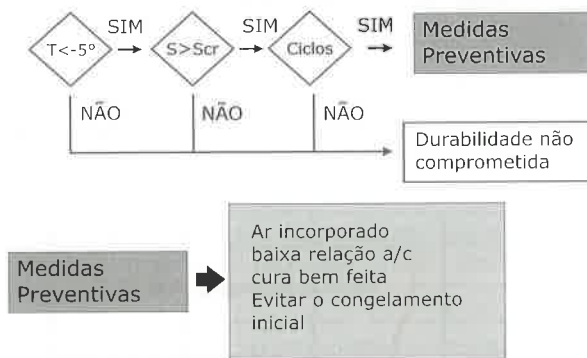 SIM
SIM
SIM
T<-5º
S>Scr
Ciclos
Medidas
Preventivas
NÃO
NÃO
NÃO
Durabilidade não
comprometida
Medidas
Preventivas
Ar incorporado
baixa relação a/c
cura bem feita
Evitar o congelamento
inicial